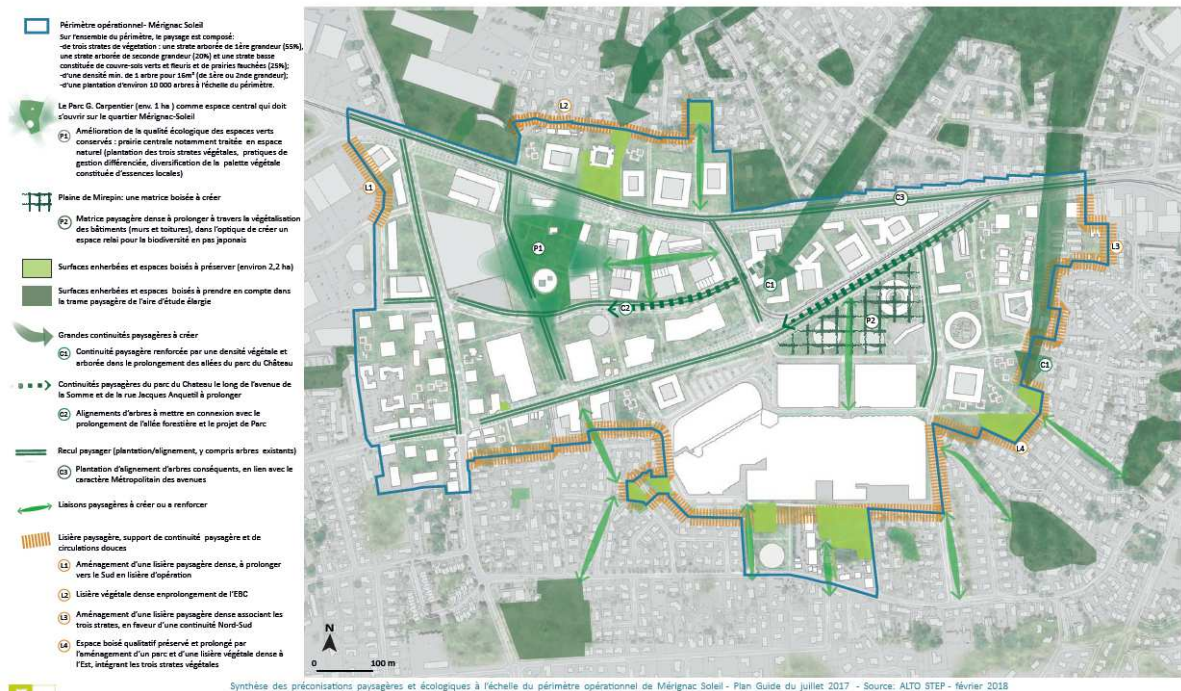 Périmètre opérationnel- Mérignac Soleil
Sur l'ensemble du périmètre, le paysage est composé:
-de trois strates de végetation : une strate arborée de 1ère grandeur (55%),
une strate arborée de seconde grandeur (20%) et une strate basse
constituée de couvre-sols verts et fleuris et de prairies fauchées (25%);
-d'une densité min. de 1 arbre pour 16m² (de 1ère ou 2nde grandeur);
-d'une plantation d'environ 10 000 arbres à l'échelle du périmètre.
Le Parc G. Carpentier (env. 1 ha ) comme espace central qui doit
s'ouvrir sur le quartier Mérignac-Soleil
P1 Amélioration de la qualité écologique des espaces verts
conservés : prairie centrale notamment traitée en espace
naturel (plantation des trois strates végétales, pratiques de
gestion différenciée, diversification de la palette végétale
constituée d'essences locales)
Plaine de Mirepin: une matrice boisée à créer
P2 Matrice paysagère dense à prolonger à travers la végétalisation
des bâtiments (murs et toitures), dans l'optique de créer un
espace relai pour la biodiversité en pas japonais
Surfaces enherbées et espaces boisés à préserver (environ 2,2 ha)
Surfaces enherbées et espaces boisés à prendre en compte dans
la trame paysagère de l'aire d'étude élargie
Grandes continuités paysagères à créer
C1 Continuité paysagère renforcée par une densité végétale et
arborée dans le prolongement des allées du parc du Château
Continuités paysagères du parc du Chateau le long de l'avenue de
la Somme et de la rue Jacques Anquetil à prolonger
C2 Alignements d'arbres à mettre en connexion avec le
prolongement de l'allée forestière et le projet de Parc
Recul paysager (plantation/alignement, y compris arbres existants)
C3 Plantation d'alignement d'arbres conséquents, en lien avec le
caractère Métropolitain des avenues
Liaisons paysagères à créer ou a renforcer
Lisière paysagère, support de continuité paysagère et de
circulations douces
L1 Aménagement d'une lisière paysagère dense, à prolonger
vers le Sud en lisière d'opération
L2 Lisière végétale dense enprolongement de l'EBC
L3 Aménagement d'une lisière paysagère dense associant les
trois strates, en faveur d'une continuité Nord-Sud
L4 Espace boisé qualitatif préservé et prolongé par
l'aménagement d'un parc et d'une lisière végétale dense à
l'Est, intégrant les trois strates végétales
L2
L1
C3
L3
P1
C1
C2
P2
C1
L4
N
0 100 m
Synthèse des préconisations paysagères et écologiques à l'échelle du périmètre opérationnel de Mérignac Soleil - Plan Guide du juillet 2017 - Source: ALTO STEP - février 2018